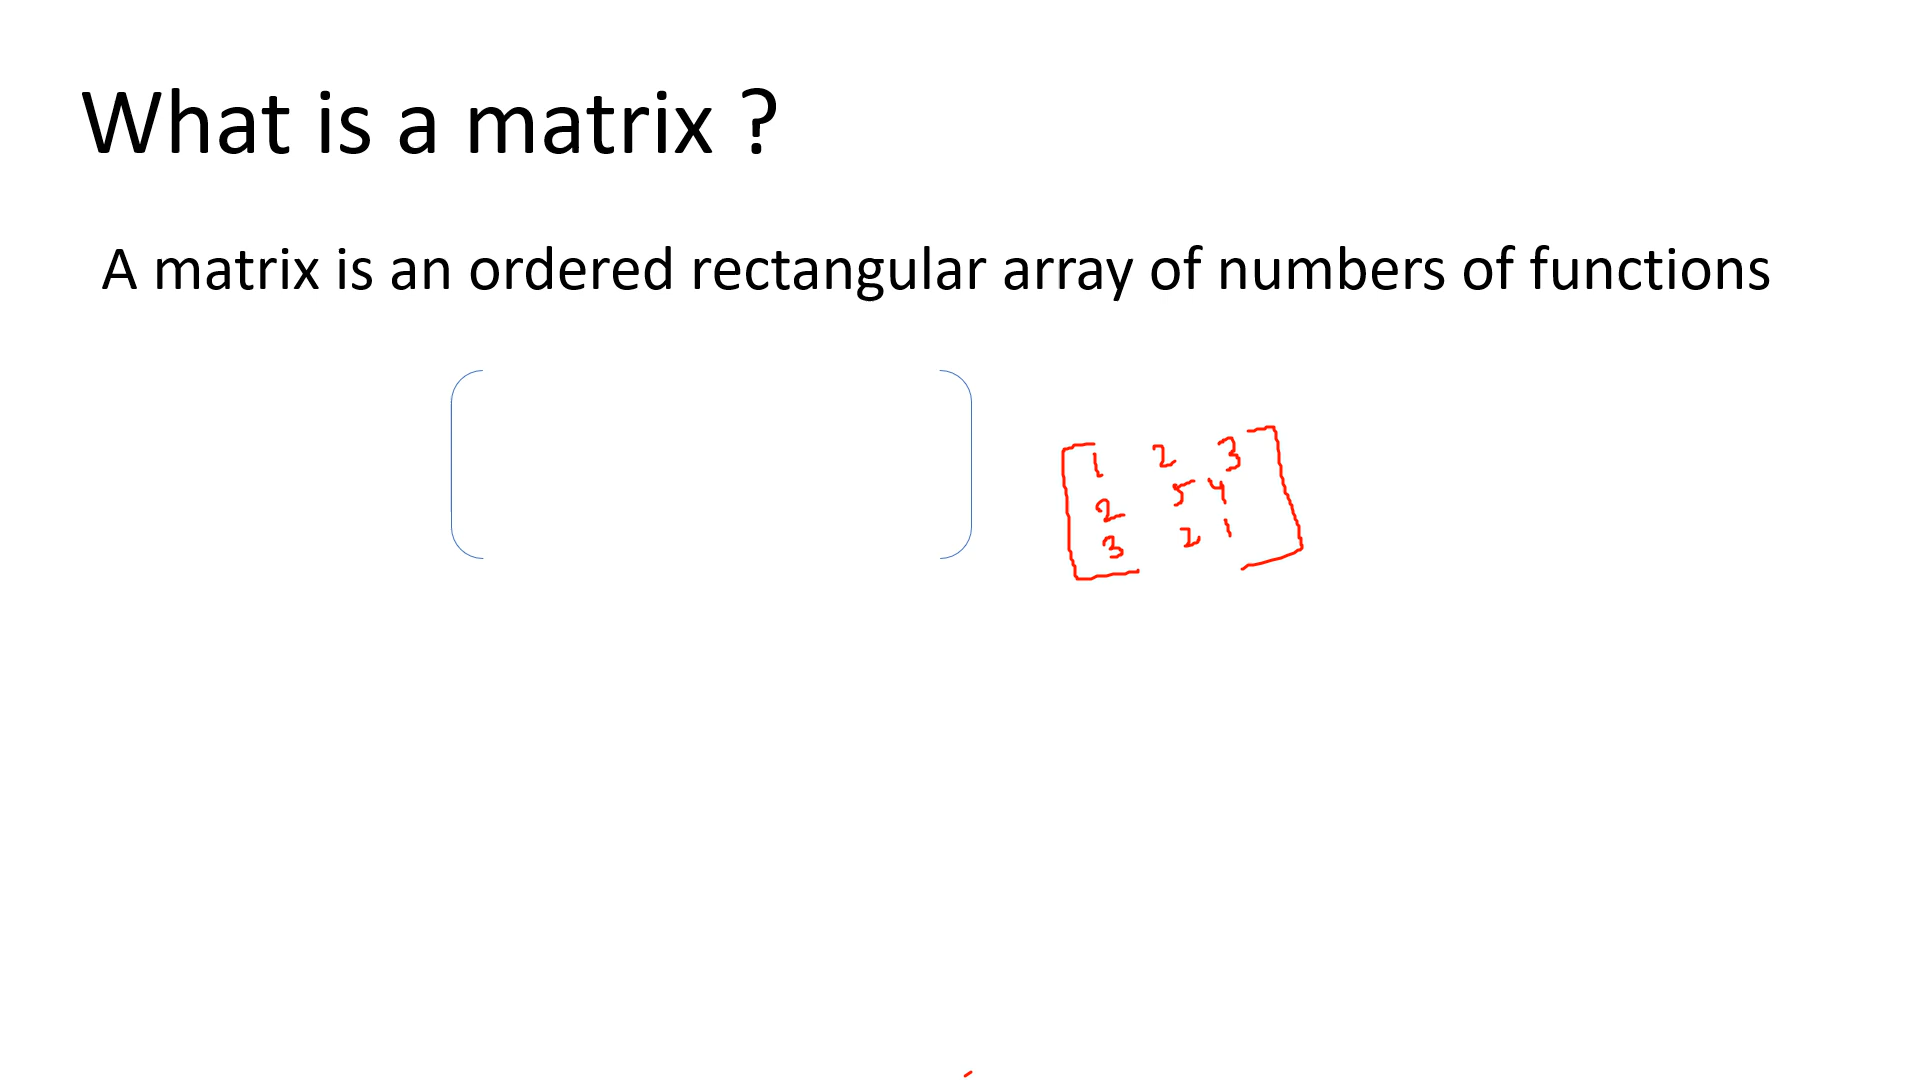 What is a matrix ?
A matrix is an ordered rectangular array of numbers of functions
1 2 3
2 5 4
3 2 1